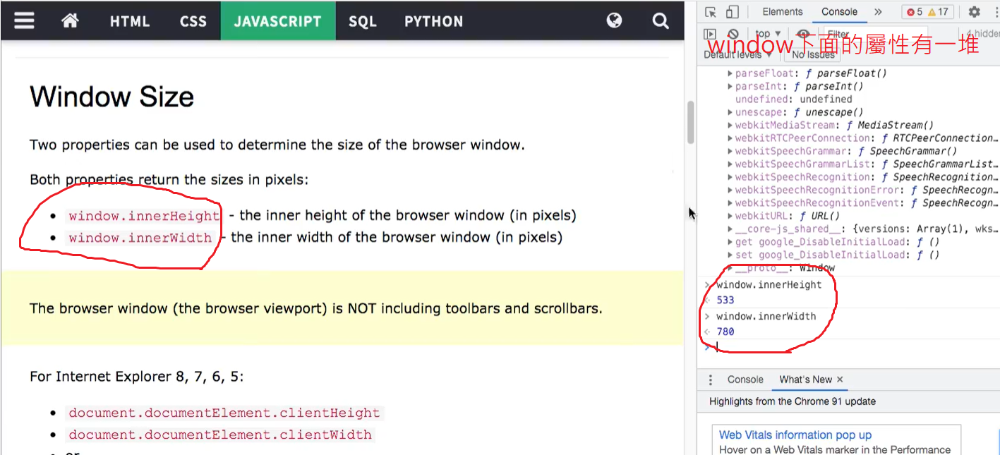 HTML CSS JAVASCRIPT SQL PYTHON
Window Size
Two properties can be used to determine the size of the browser window.
Both properties return the sizes in pixels:
window.innerHeight - the inner height of the browser window (in pixels)
window.innerWidth - the inner width of the browser window (in pixels)
The browser window (the browser viewport) is NOT including toolbars and scrollbars.
For Internet Explorer 8, 7, 6, 5:
document.documentElement.clientHeight
document.documentElement.clientWidth
or
Elements Console 5 17
top Filter 4 hidden
window下面的屬性有一堆
Default levels No Issues
parseFloat: ƒ parseFloat()
parseInt: ƒ parseInt()
undefined: undefined
unescape: ƒ unescape()
webkitMediaStream: ƒ MediaStream()
webkitRTCPeerConnection: ƒ RTCPeerConnection…
webkitSpeechGrammar: ƒ SpeechGrammar()
webkitSpeechGrammarList: ƒ SpeechGrammarList…
webkitSpeechRecognition: ƒ SpeechRecognition…
webkitSpeechRecognitionError: ƒ SpeechRecogn…
webkitSpeechRecognitionEvent: ƒ SpeechRecogn…
webkitURL: ƒ URL()
__core-js_shared__: {versions: Array(1), wks…
get google_DisableInitialLoad: ƒ ()
set google_DisableInitialLoad: ƒ ()
__proto__: Window
> window.innerHeight
533
> window.innerWidth
780
>
Console What's New ×
Highlights from the Chrome 91 update
Web Vitals information pop up
Hover on a Web Vitals marker in the Performance